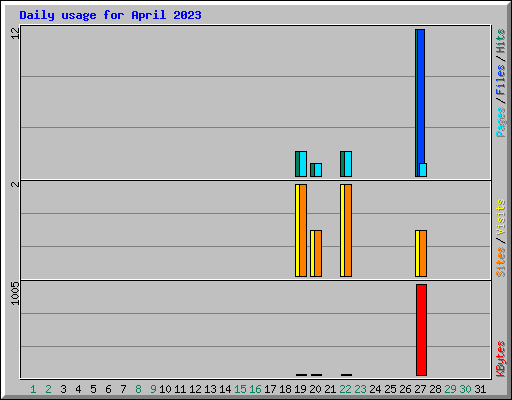 Daily usage for April 2023
12
Pages/Files/Hits
2
Sites/Visits
1005
KBytes
1 2 3 4 5 6 7 8 9 10 11 12 13 14 15 16 17 18 19 20 21 22 23 24 25 26 27 28 29 30 31